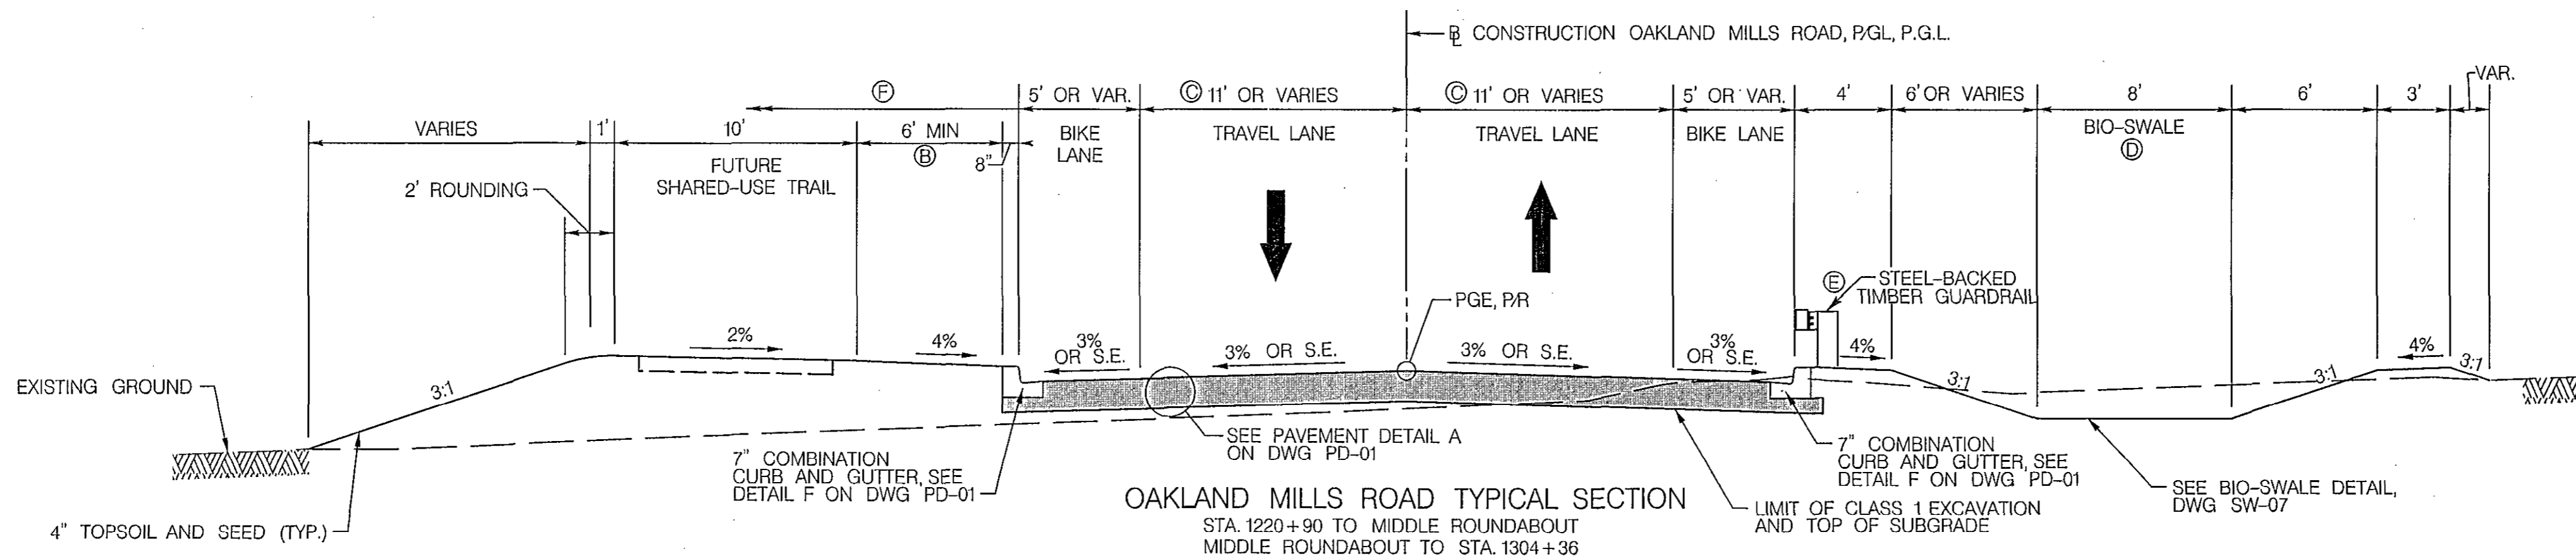 ℄ CONSTRUCTION OAKLAND MILLS ROAD, P/GL, P.G.L.
VAR.
Ⓕ
5' OR VAR.
Ⓒ 11' OR VARIES
Ⓒ 11' OR VARIES
5' OR VAR.
4'
6' OR VARIES
8'
6'
3'
VARIES
1'
10'
6' MIN
Ⓑ
8"
BIKE
LANE
TRAVEL LANE
TRAVEL LANE
BIKE LANE
BIO-SWALE
Ⓓ
FUTURE
SHARED-USE TRAIL
2' ROUNDING
Ⓔ STEEL-BACKED
TIMBER GUARDRAIL
PGE, P/R
2%
4%
3%
OR S.E.
3% OR S.E.
3% OR S.E.
3%
OR S.E.
4%
4%
3:1
3:1
3:1
3:1
EXISTING GROUND
SEE PAVEMENT DETAIL A
ON DWG PD-01
7" COMBINATION
CURB AND GUTTER, SEE
DETAIL F ON DWG PD-01
7" COMBINATION
CURB AND GUTTER, SEE
DETAIL F ON DWG PD-01
SEE BIO-SWALE DETAIL,
DWG SW-07
LIMIT OF CLASS 1 EXCAVATION
AND TOP OF SUBGRADE
4" TOPSOIL AND SEED (TYP.)
OAKLAND MILLS ROAD TYPICAL SECTION
STA. 1220+90 TO MIDDLE ROUNDABOUT
MIDDLE ROUNDABOUT TO STA. 1304+36